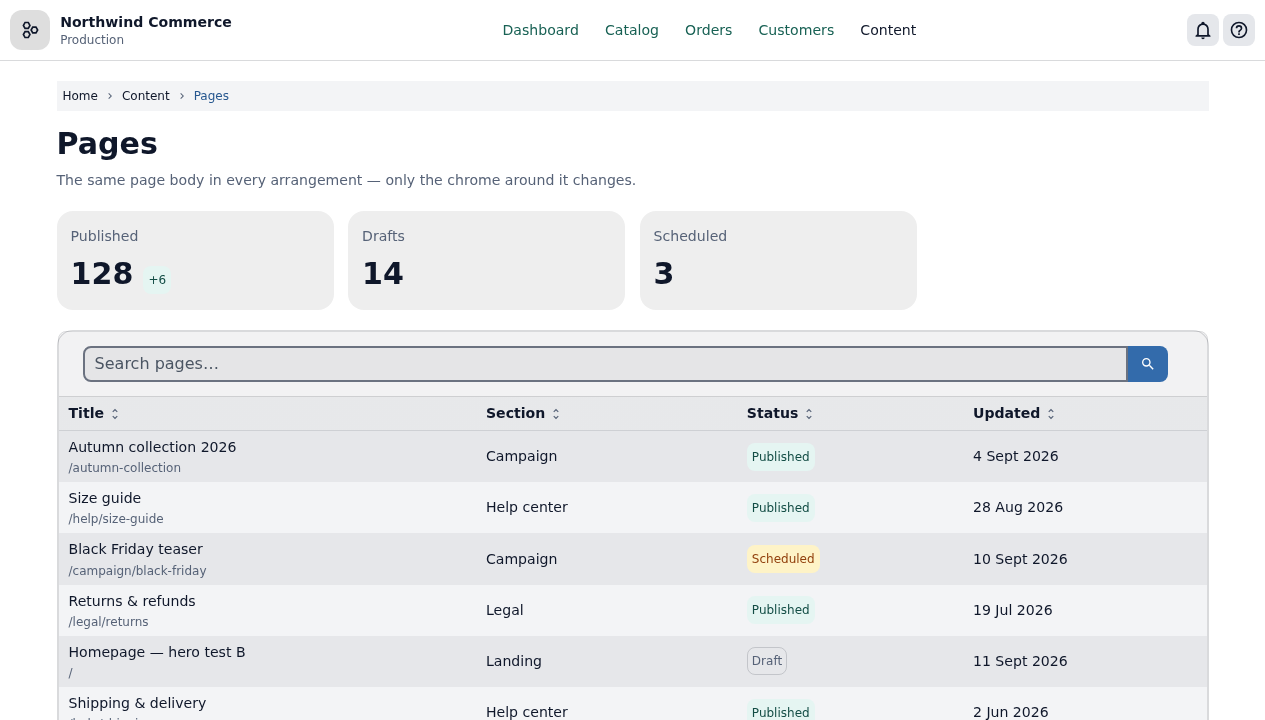 Northwind Commerce
Production
Dashboard Catalog Orders Customers Content
Home › Content › Pages
Pages
The same page body in every arrangement — only the chrome around it changes.
Published
128 +6
Drafts
14
Scheduled
3
Search pages…
Title Section Status Updated
Autumn collection 2026
/autumn-collection
Campaign Published 4 Sept 2026
Size guide
/help/size-guide
Help center Published 28 Aug 2026
Black Friday teaser
/campaign/black-friday
Campaign Scheduled 10 Sept 2026
Returns & refunds
/legal/returns
Legal Published 19 Jul 2026
Homepage — hero test B
/
Landing Draft 11 Sept 2026
Shipping & delivery
Help center Published 2 Jun 2026